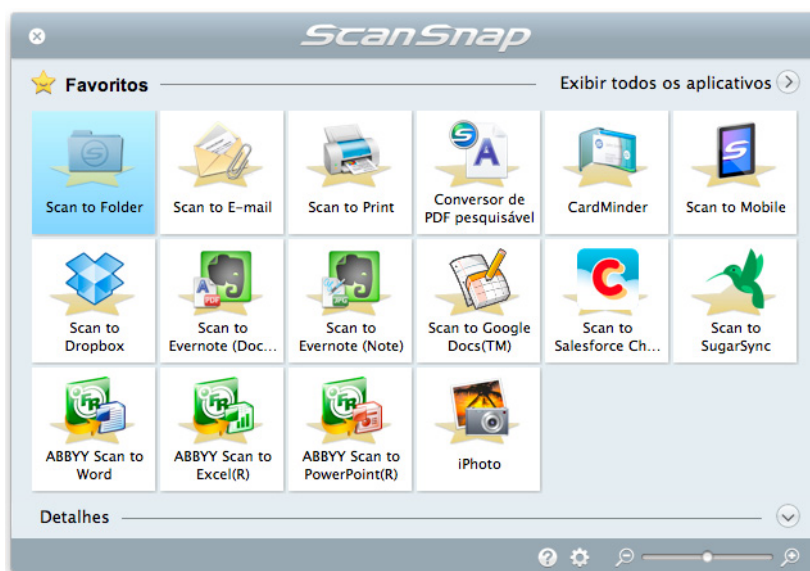 ScanSnap
Favoritos
Exibir todos os aplicativos
Scan to Folder
Scan to E-mail
Scan to Print
Conversor de
PDF pesquisável
CardMinder
Scan to Mobile
Scan to
Dropbox
Scan to
Evernote (Doc...
Scan to
Evernote (Note)
Scan to Google
Docs(TM)
Scan to
Salesforce Ch...
Scan to
SugarSync
ABBYY Scan to
Word
ABBYY Scan to
Excel(R)
ABBYY Scan to
PowerPoint(R)
iPhoto
Detalhes